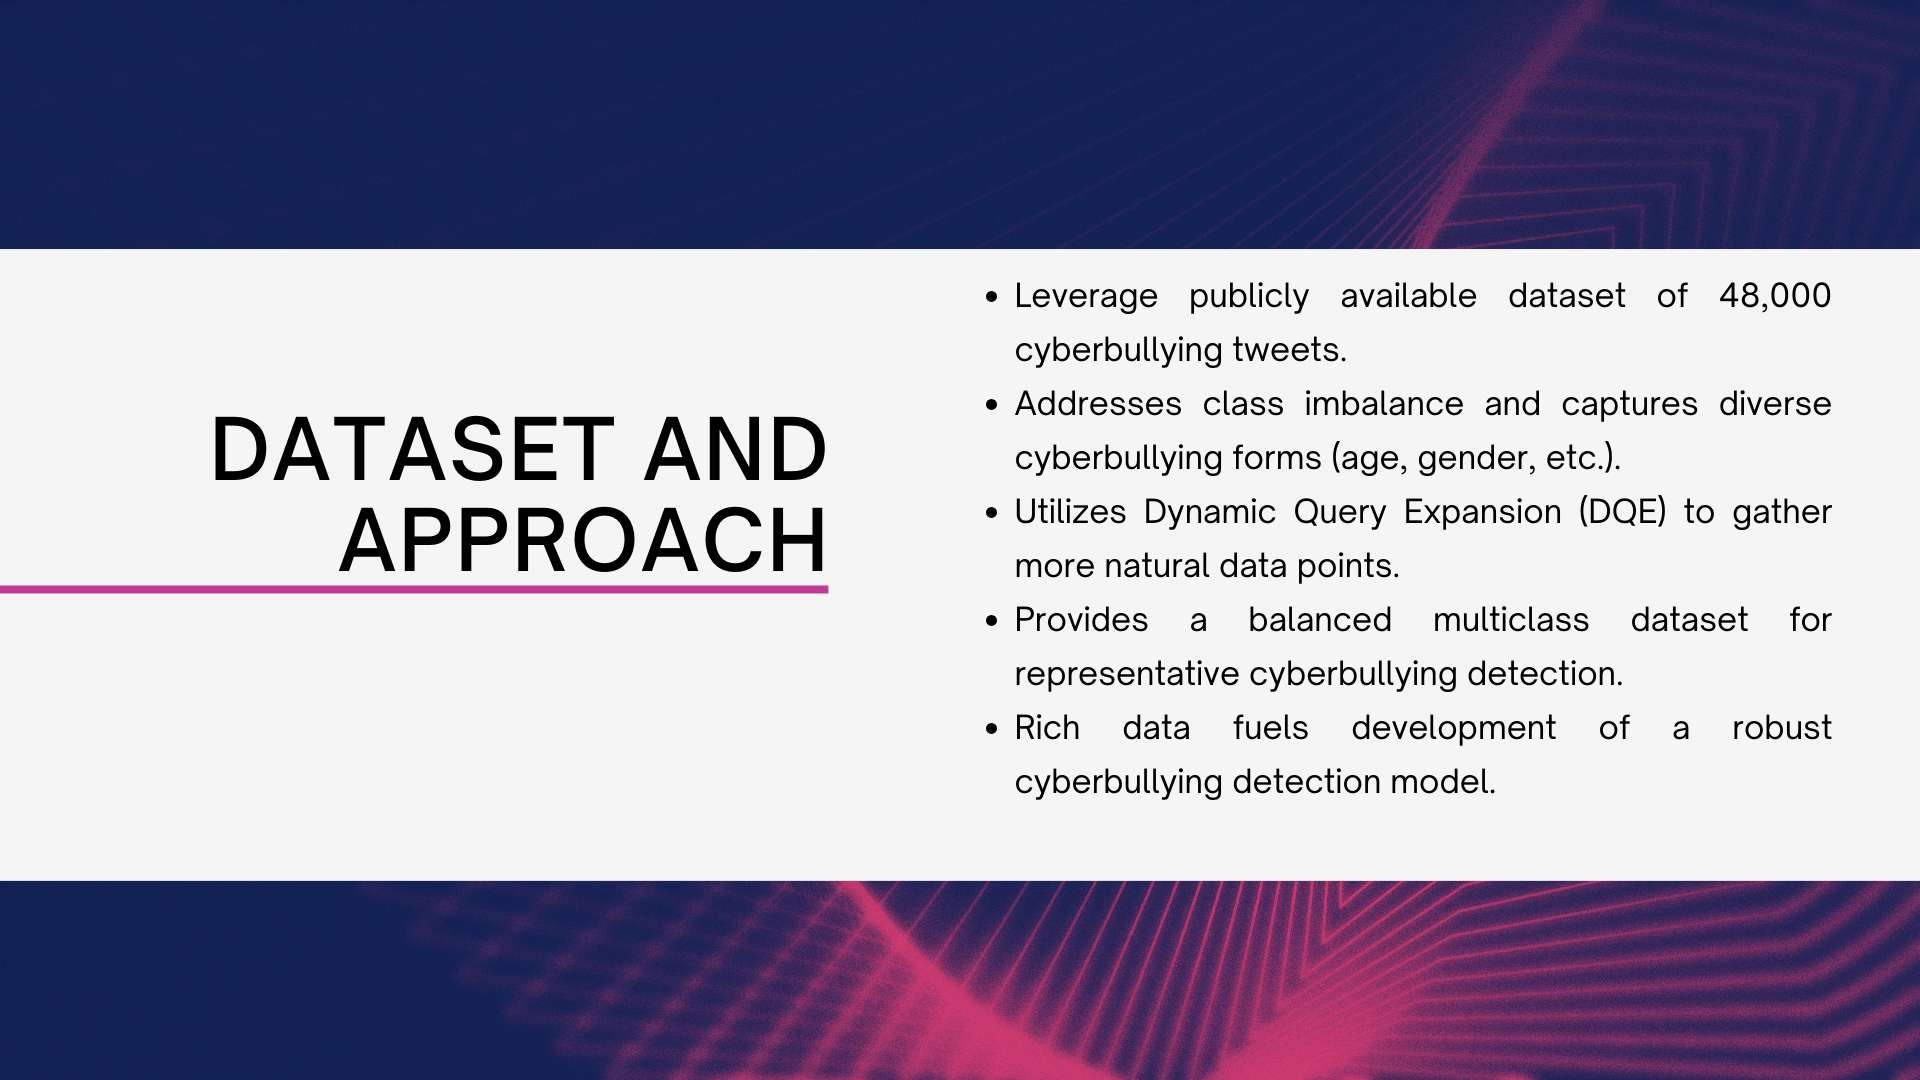 DATASET AND
APPROACH
• Leverage publicly available dataset of 48,000
cyberbullying tweets.
• Addresses class imbalance and captures diverse
cyberbullying forms (age, gender, etc.).
• Utilizes Dynamic Query Expansion (DQE) to gather
more natural data points.
• Provides a balanced multiclass dataset for
representative cyberbullying detection.
• Rich data fuels development of a robust
cyberbullying detection model.